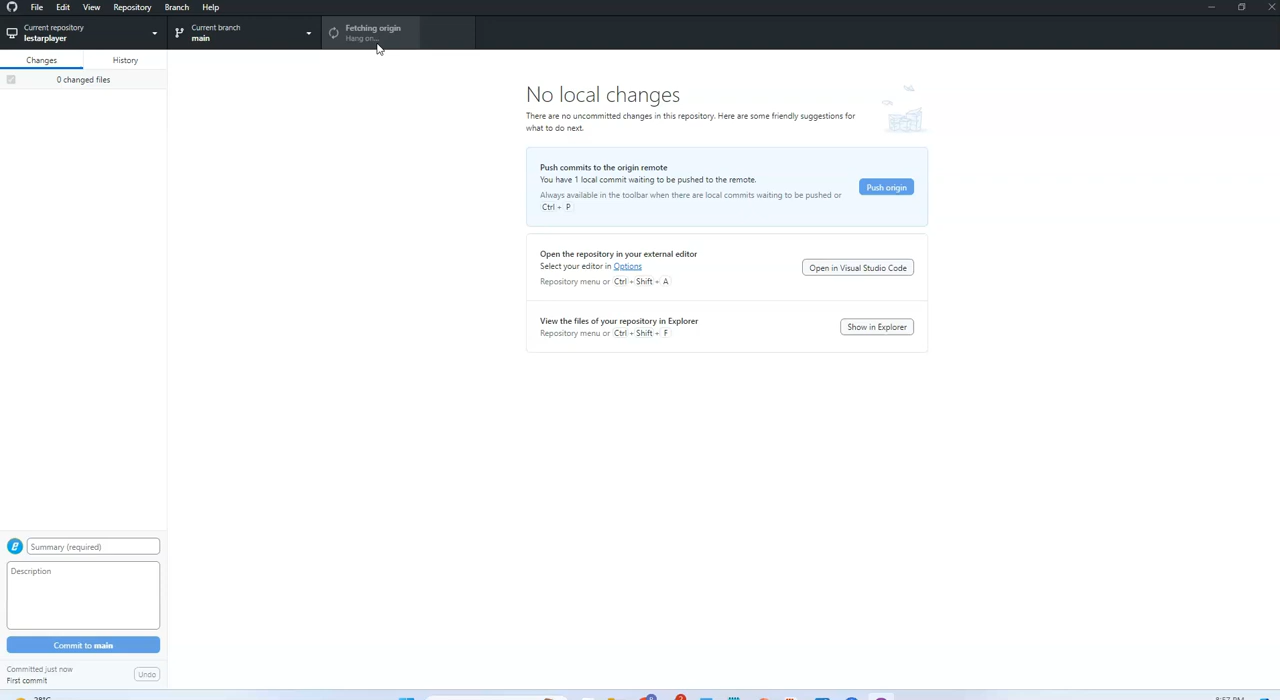 File Edit View Repository Branch Help
Current repository
lestarplayer
Current branch
main
Fetching origin
Hang on...
Changes
History
0 changed files
No local changes
There are no uncommitted changes in this repository. Here are some friendly suggestions for
what to do next.
Push commits to the origin remote
You have 1 local commit waiting to be pushed to the remote.
Always available in the toolbar when there are local commits waiting to be pushed or
Ctrl + P
Push origin
Open the repository in your external editor
Select your editor in Options
Repository menu or Ctrl + Shift + A
Open in Visual Studio Code
View the files of your repository in Explorer
Repository menu or Ctrl + Shift + F
Show in Explorer
Summary (required)
Description
Commit to main
Committed just now
First commit
Undo
28°C
8:57 PM